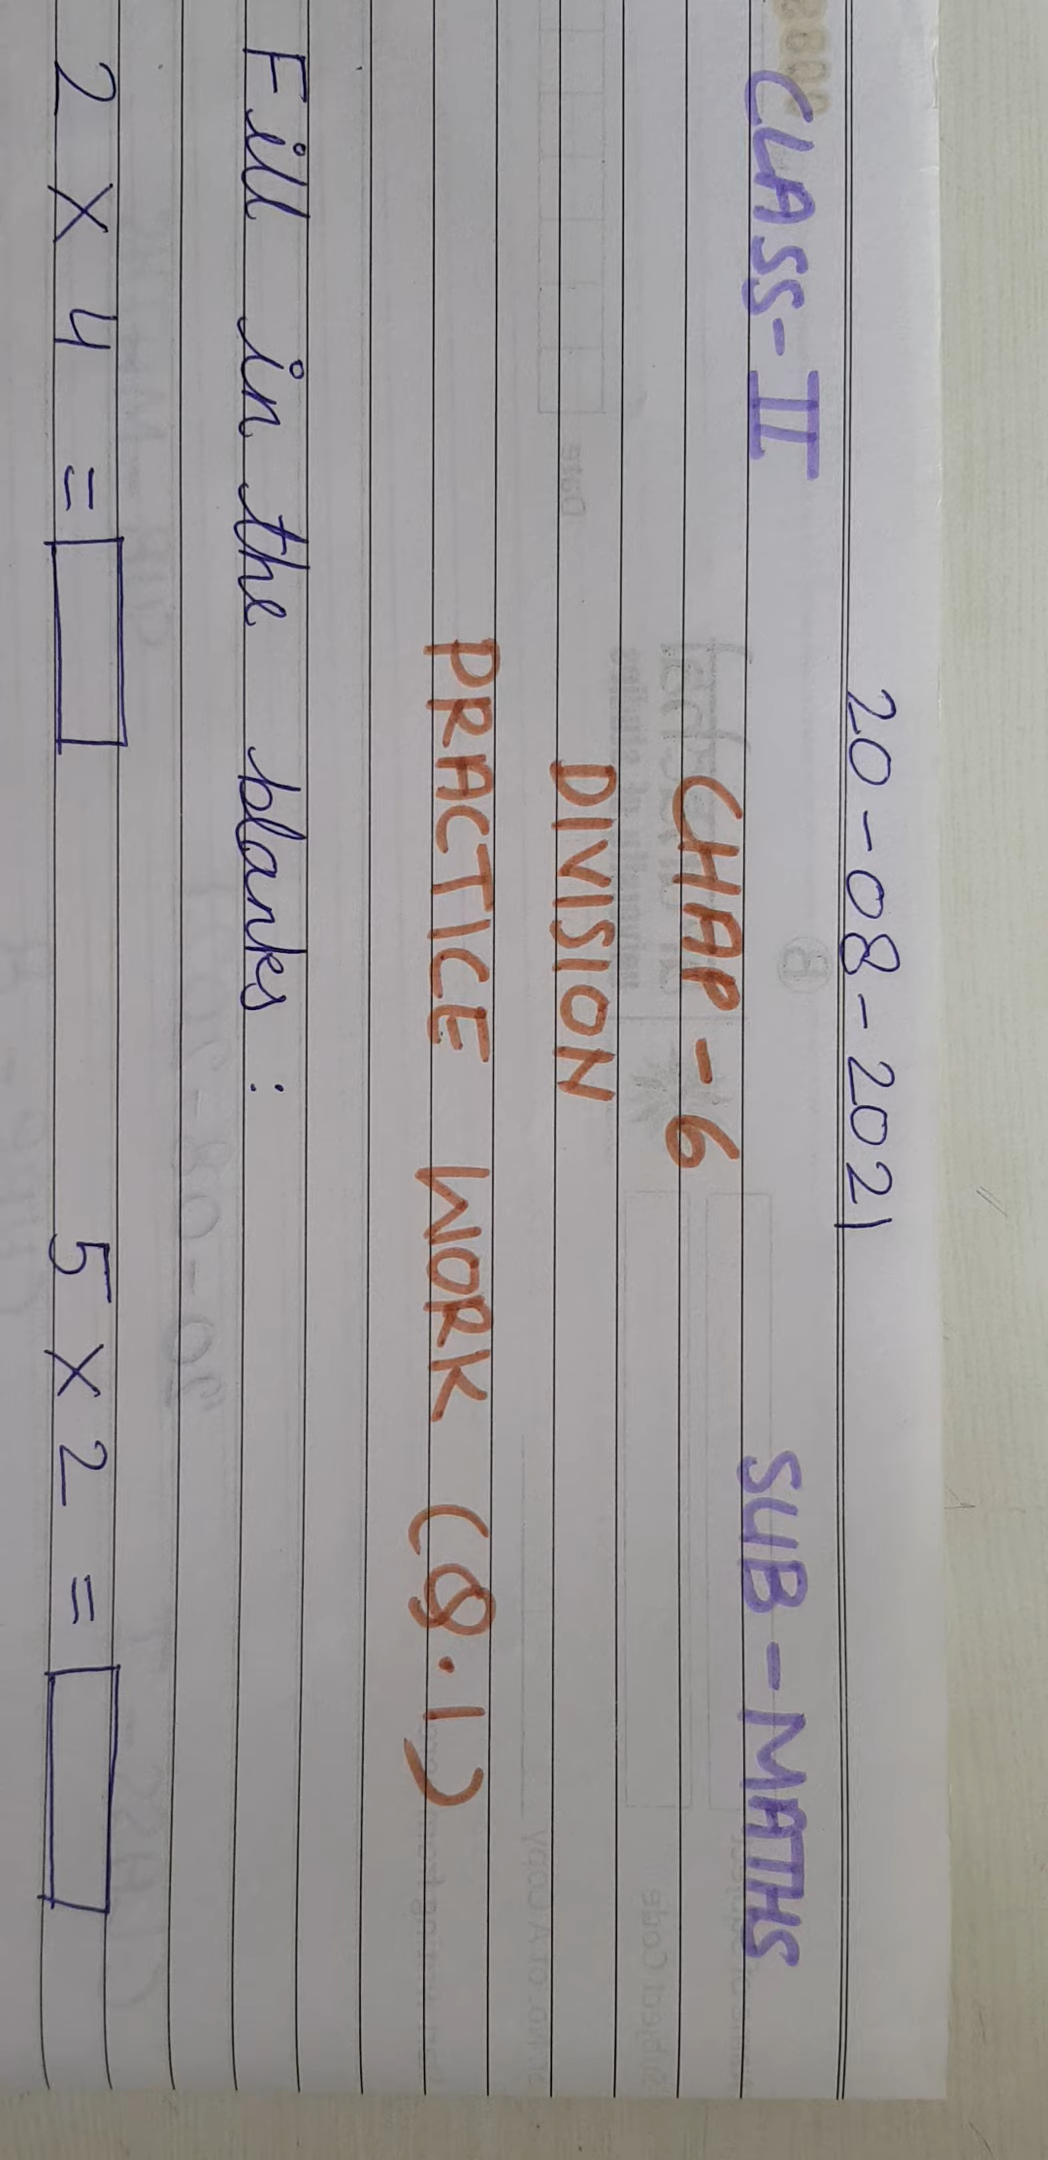 20-08-2021
CLASS-II SUB-MATHS
CHAP-6
DIVISION
PRACTICE WORK (8.1)
Fill in the blanks :
2 × 4 = 5 × 2 =